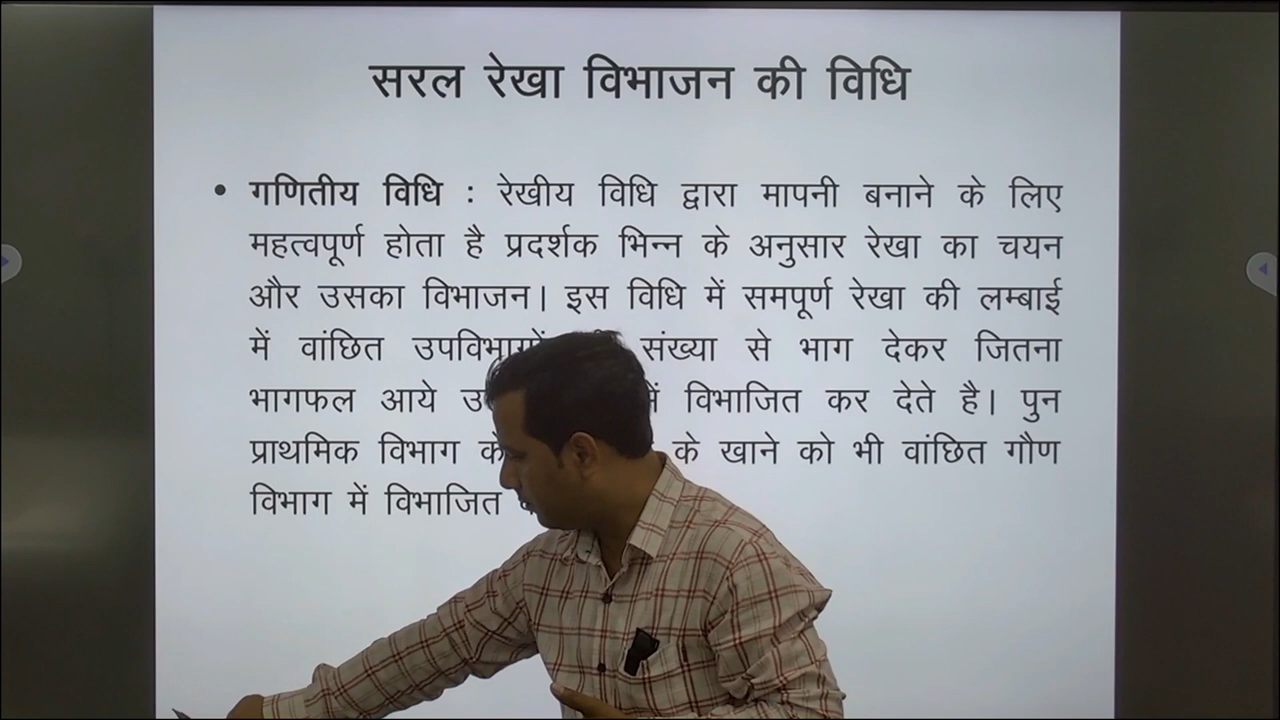 सरल रेखा विभाजन की विधि
• गणितीय विधि : रेखीय विधि द्वारा मापनी बनाने के लिए
महत्वपूर्ण होता है प्रदर्शक भिन्न के अनुसार रेखा का चयन
और उसका विभाजन। इस विधि में समपूर्ण रेखा की लम्बाई
में वांछित संख्या से भाग देकर जितना
भागफल आये विभाजित कर देते है। पुन
प्राथमिक विभाग के खाने को भी वांछित गौण
विभाग में विभाजित